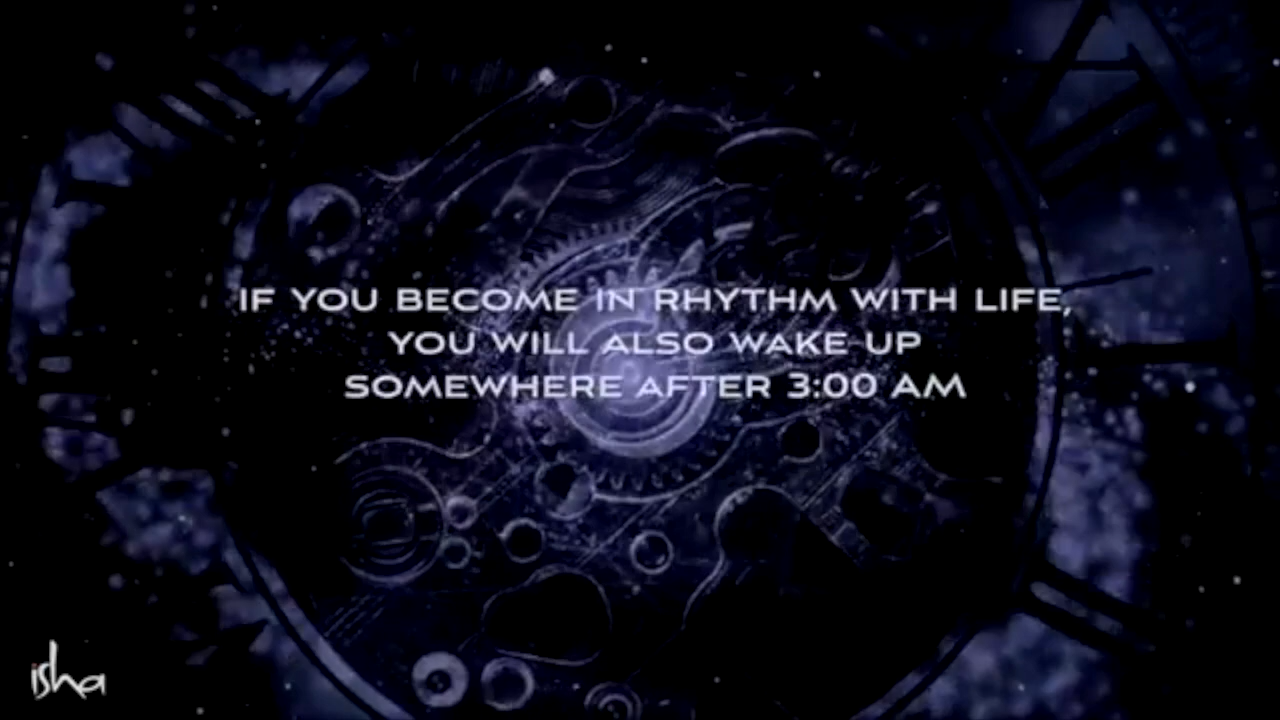 IF YOU BECOME IN RHYTHM WITH LIFE,
YOU WILL ALSO WAKE UP
SOMEWHERE AFTER 3:00 AM
isha